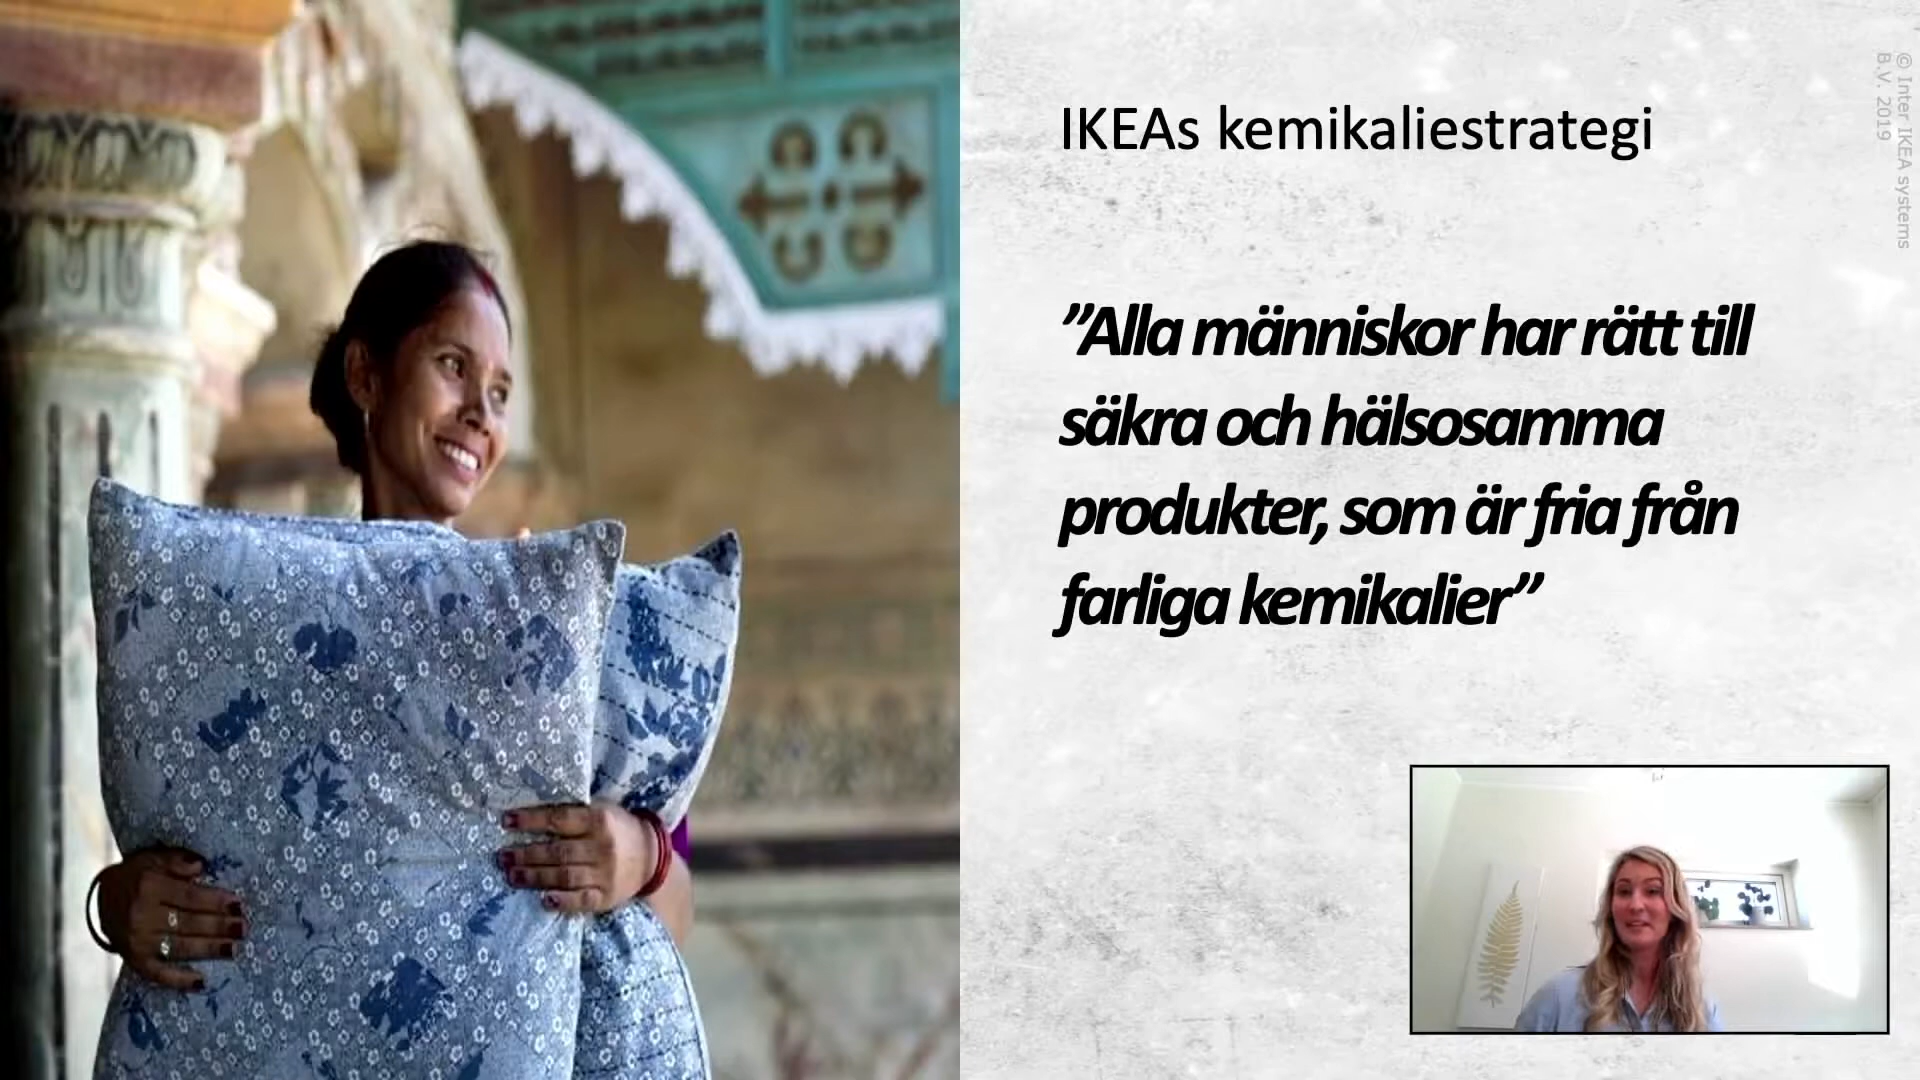 IKEAs kemikaliestrategi
”Alla människor har rätt till
säkra och hälsosamma
produkter, som är fria från
farliga kemikalier”
© Inter IKEA systems
B.V. 2019